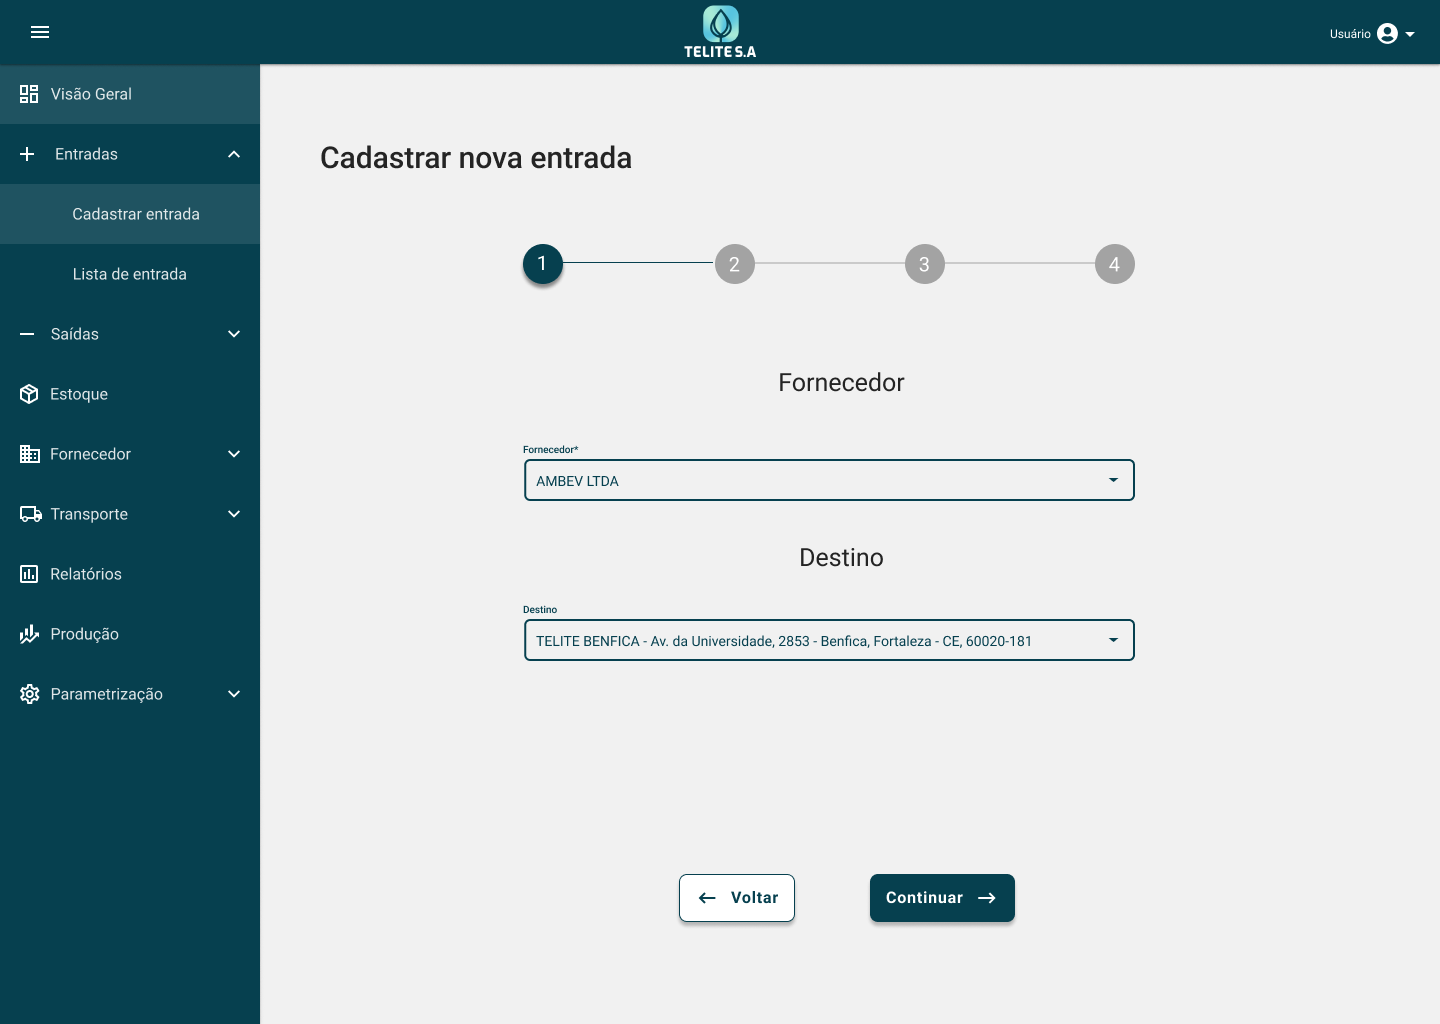 TELITE S.A
Usuário
Visão Geral
Entradas
Cadastrar entrada
Lista de entrada
Saídas
Estoque
Fornecedor
Transporte
Relatórios
Produção
Parametrização
Cadastrar nova entrada
1
2
3
4
Fornecedor
Fornecedor*
AMBEV LTDA
Destino
Destino
TELITE BENFICA - Av. da Universidade, 2853 - Benfica, Fortaleza - CE, 60020-181
Voltar
Continuar